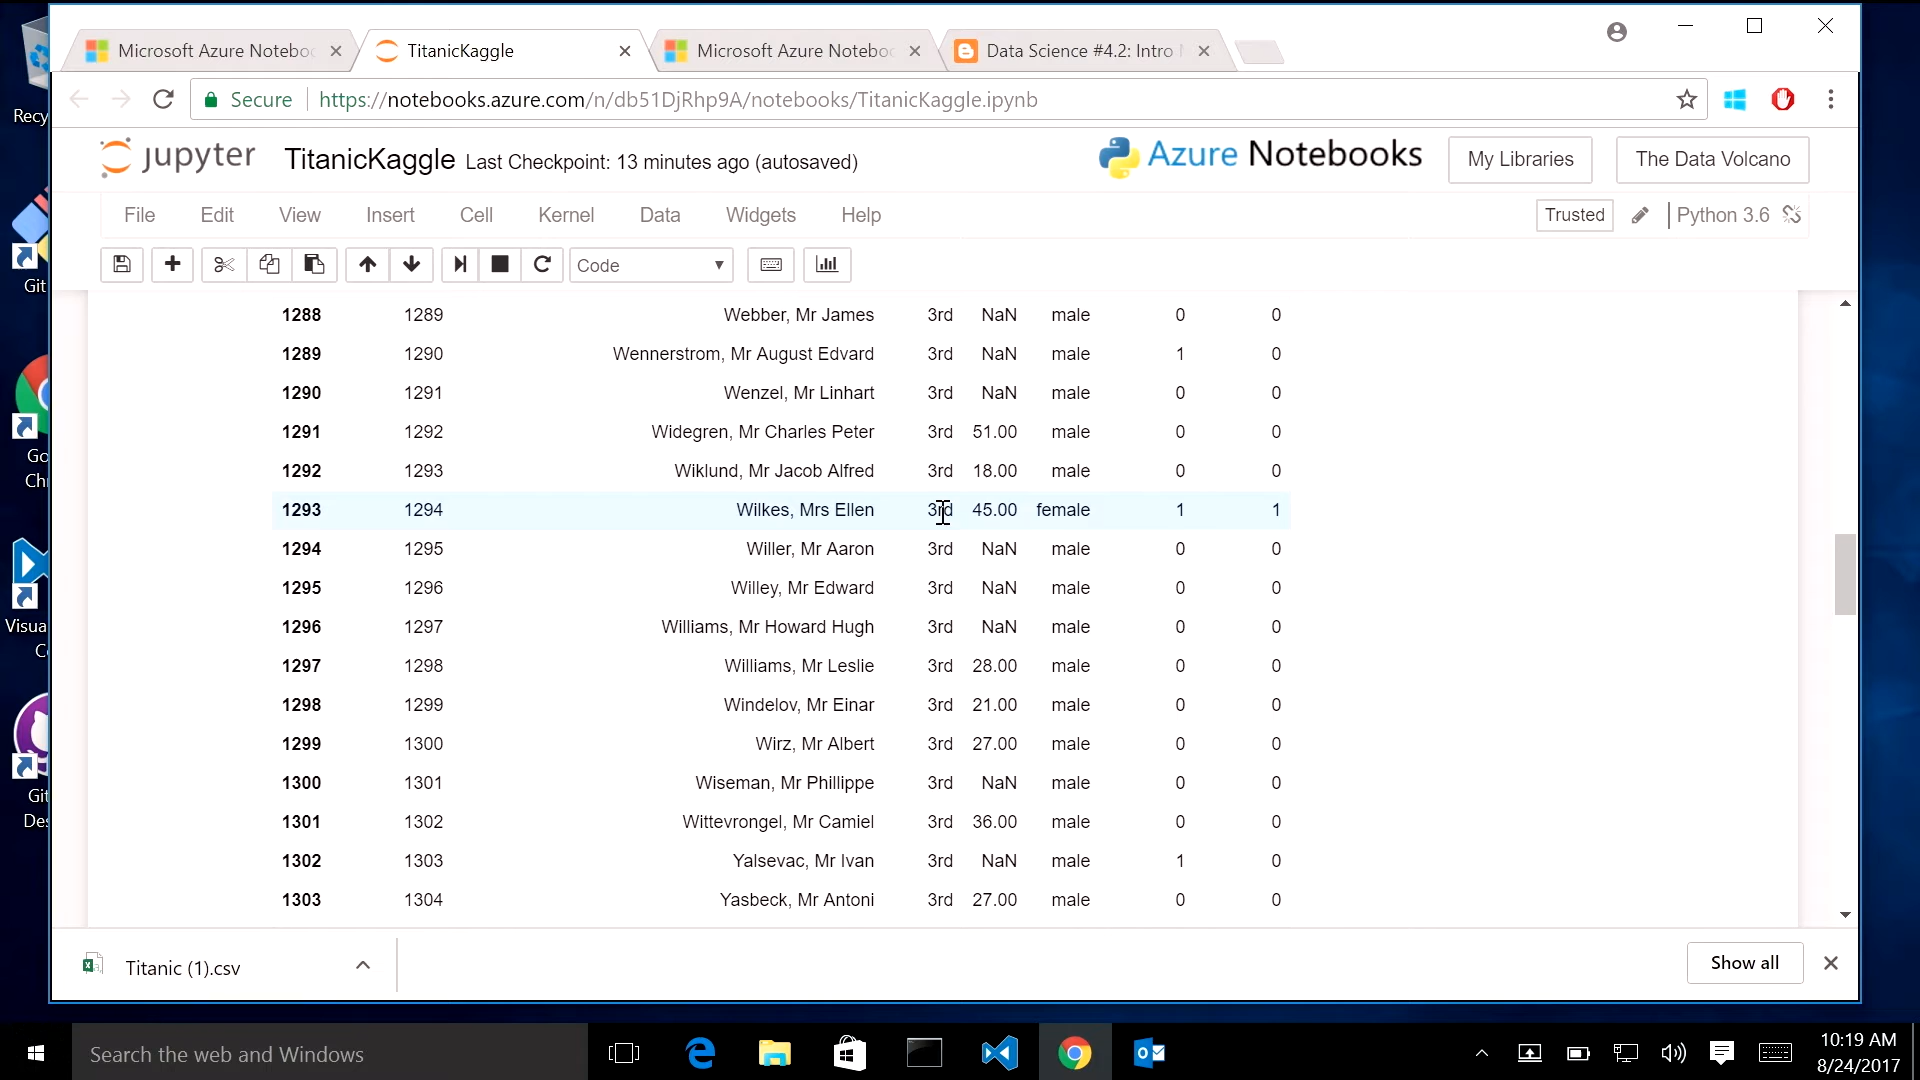 Microsoft Azure Notebo
TitanicKaggle
Microsoft Azure Notebo
Data Science #4.2: Intro
Secure
https://notebooks.azure.com/n/db51DjRhp9A/notebooks/TitanicKaggle.ipynb
jupyter TitanicKaggle Last Checkpoint: 13 minutes ago (autosaved)
Azure Notebooks My Libraries The Data Volcano
File Edit View Insert Cell Kernel Data Widgets Help
Trusted Python 3.6
Code
1288 1289 Webber, Mr James 3rd NaN male 0 0
1289 1290 Wennerstrom, Mr August Edvard 3rd NaN male 1 0
1290 1291 Wenzel, Mr Linhart 3rd NaN male 0 0
1291 1292 Widegren, Mr Charles Peter 3rd 51.00 male 0 0
1292 1293 Wiklund, Mr Jacob Alfred 3rd 18.00 male 0 0
1293 1294 Wilkes, Mrs Ellen 3rd 45.00 female 1 1
1294 1295 Willer, Mr Aaron 3rd NaN male 0 0
1295 1296 Willey, Mr Edward 3rd NaN male 0 0
1296 1297 Williams, Mr Howard Hugh 3rd NaN male 0 0
1297 1298 Williams, Mr Leslie 3rd 28.00 male 0 0
1298 1299 Windelov, Mr Einar 3rd 21.00 male 0 0
1299 1300 Wirz, Mr Albert 3rd 27.00 male 0 0
1300 1301 Wiseman, Mr Phillippe 3rd NaN male 0 0
1301 1302 Wittevrongel, Mr Camiel 3rd 36.00 male 0 0
1302 1303 Yalsevac, Mr Ivan 3rd NaN male 1 0
1303 1304 Yasbeck, Mr Antoni 3rd 27.00 male 0 0
Titanic (1).csv
Show all
Recy
Git
Go
Chr
Visua
Co
Git
Des
Search the web and Windows
10:19 AM
8/24/2017